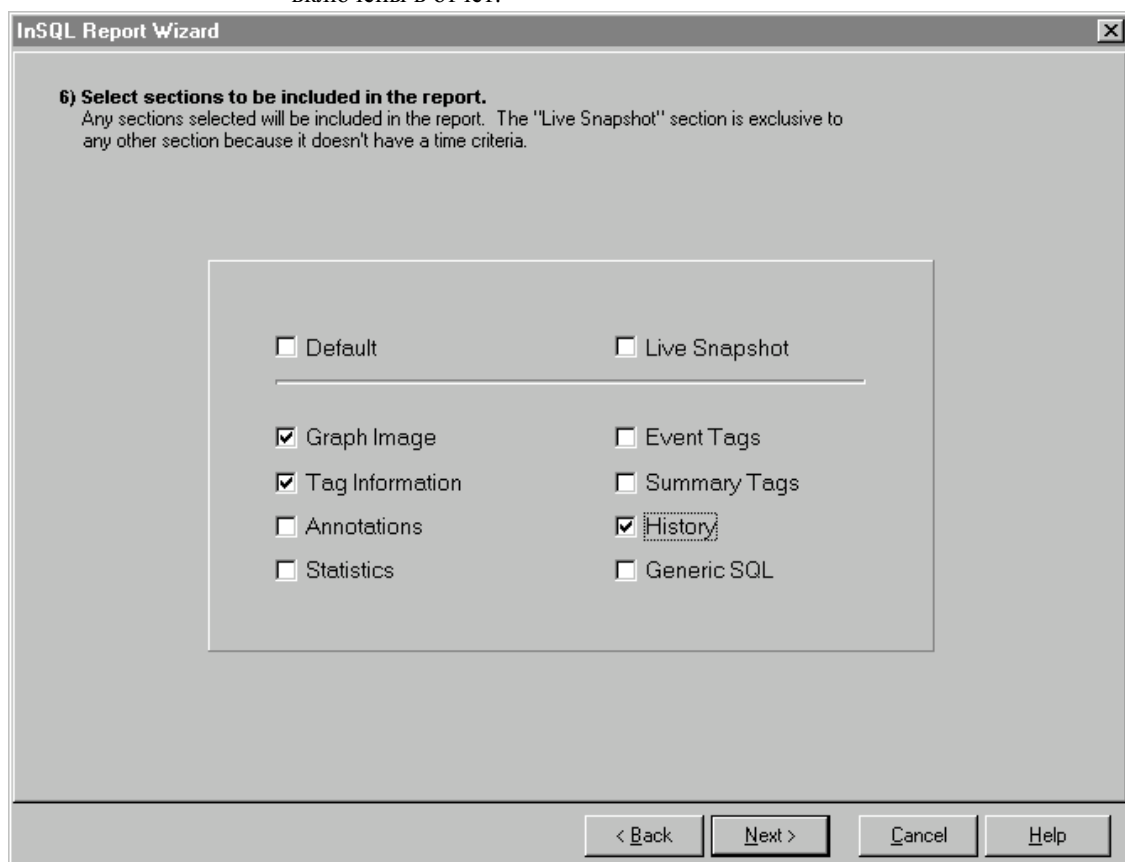 включены в отчет.
InSQL Report Wizard
6) Select sections to be included in the report.
Any sections selected will be included in the report. The "Live Snapshot" section is exclusive to
any other section because it doesn't have a time criteria.
Default
Live Snapshot
Graph Image
Event Tags
Tag Information
Summary Tags
Annotations
History
Statistics
Generic SQL
< Back
Next >
Cancel
Help